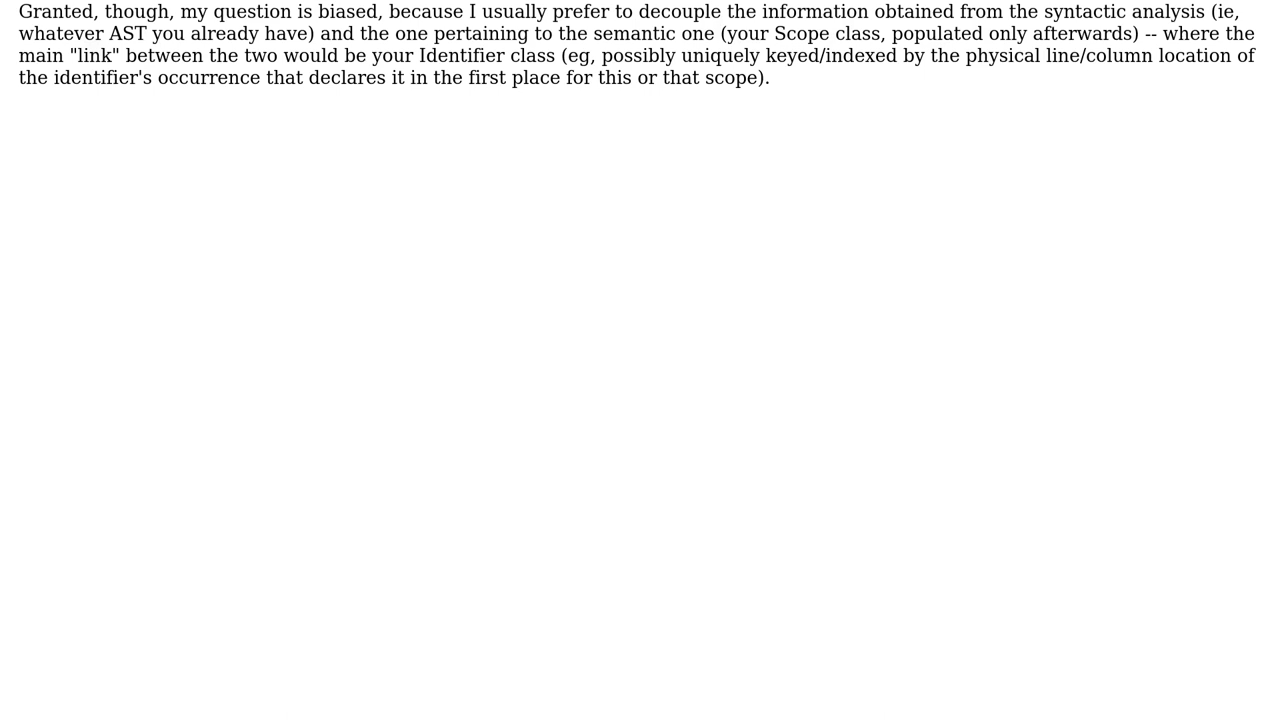 Granted, though, my question is biased, because I usually prefer to decouple the information obtained from the syntactic analysis (ie,
whatever AST you already have) and the one pertaining to the semantic one (your Scope class, populated only afterwards) -- where the
main "link" between the two would be your Identifier class (eg, possibly uniquely keyed/indexed by the physical line/column location of
the identifier's occurrence that declares it in the first place for this or that scope).